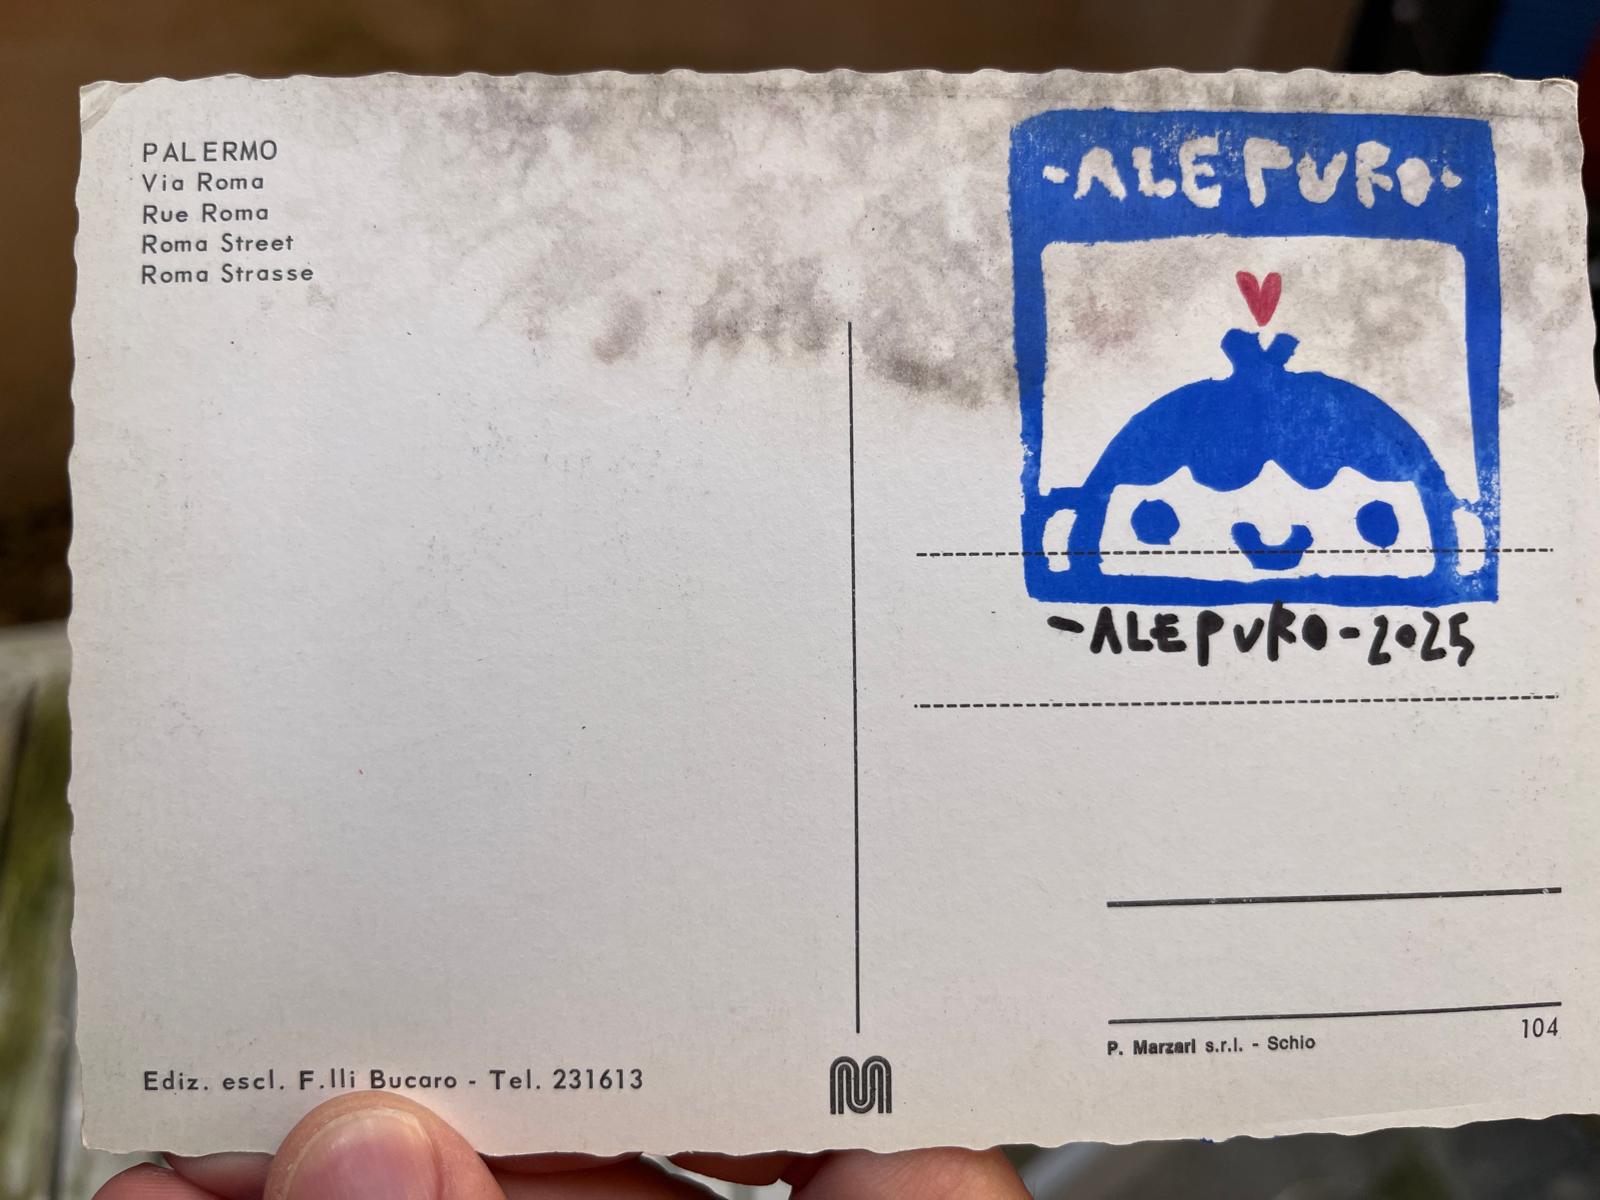 PALERMO
Via Roma
Rue Roma
Roma Street
Roma Strasse
-ALEPURO-
-ALEPURO-2025
104
P. Marzari s.r.l. - Schio
Ediz. escl. F.lli Bucaro - Tel. 231613